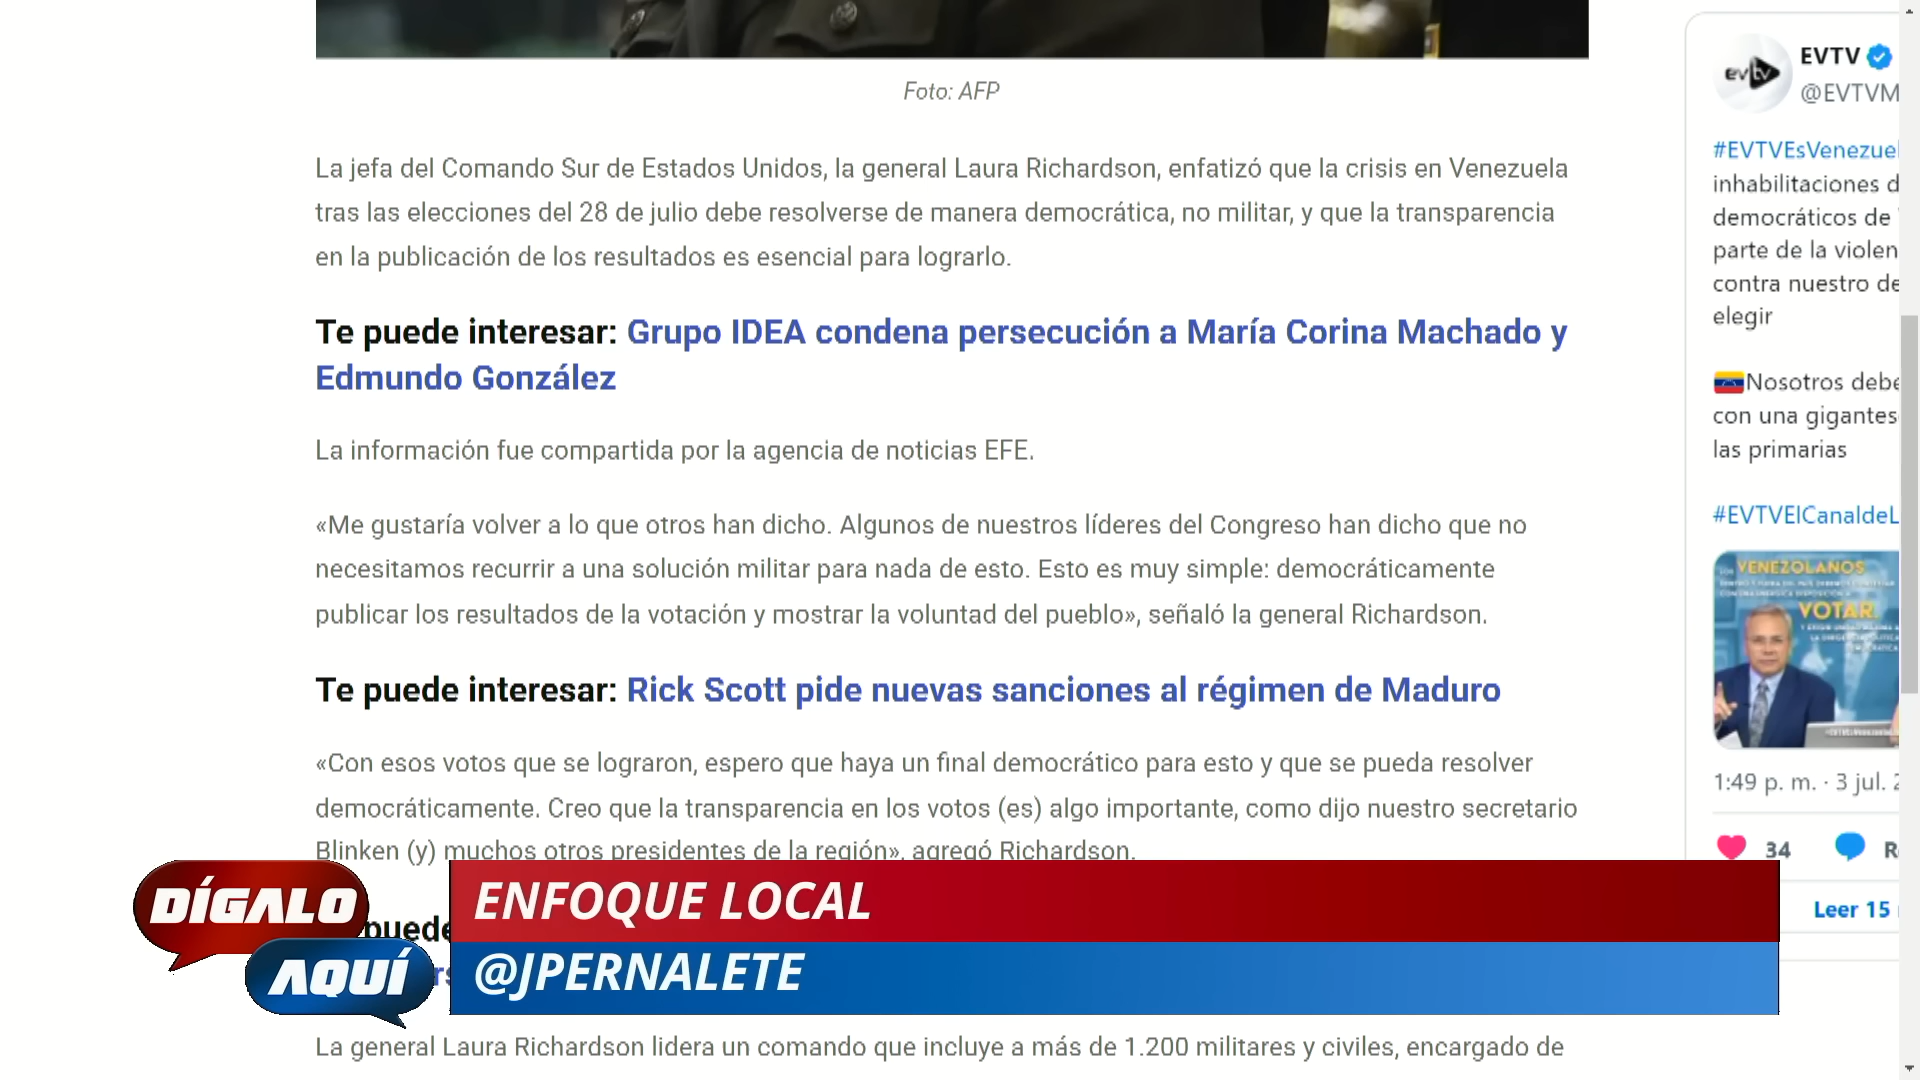 Foto: AFP
La jefa del Comando Sur de Estados Unidos, la general Laura Richardson, enfatizó que la crisis en Venezuela
tras las elecciones del 28 de julio debe resolverse de manera democrática, no militar, y que la transparencia
en la publicación de los resultados es esencial para lograrlo.
Te puede interesar: Grupo IDEA condena persecución a María Corina Machado y
Edmundo González
La información fue compartida por la agencia de noticias EFE.
«Me gustaría volver a lo que otros han dicho. Algunos de nuestros líderes del Congreso han dicho que no
necesitamos recurrir a una solución militar para nada de esto. Esto es muy simple: democráticamente
publicar los resultados de la votación y mostrar la voluntad del pueblo», señaló la general Richardson.
Te puede interesar: Rick Scott pide nuevas sanciones al régimen de Maduro
«Con esos votos que se lograron, espero que haya un final democrático para esto y que se pueda resolver
democráticamente. Creo que la transparencia en los votos (es) algo importante, como dijo nuestro secretario
Blinken (y) muchos otros presidentes de la región», agregó Richardson.
puede
La general Laura Richardson lidera un comando que incluye a más de 1.200 militares y civiles, encargado de
evtv
EVTV
@EVTVM
#EVTVEsVenezuel
inhabilitaciones d
democráticos de
parte de la violen
contra nuestro de
elegir
Nosotros debe
con una gigantes
las primarias
#EVTVElCanaldeL
VENEZOLANOS
VOTAR
1:49 p. m. · 3 jul. 2
34
R
Leer 15
DÍGALO
AQUÍ
ENFOQUE LOCAL
@JPERNALETE